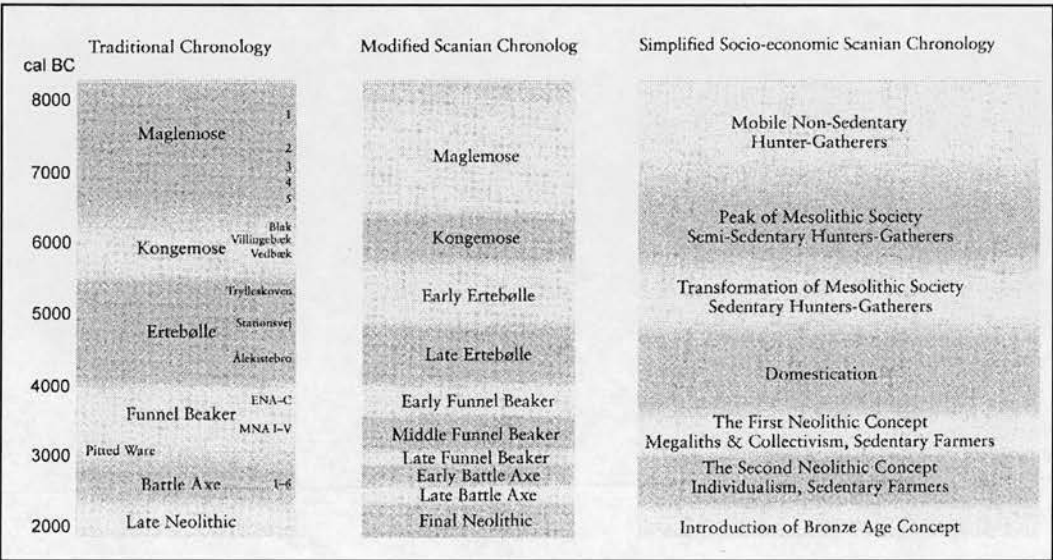 Traditional Chronology
Modified Scanian Chronolog
Simplified Socio-economic Scanian Chronology
cal BC
8000
7000
6000
5000
4000
3000
2000
Maglemose
1
2
3
4
5
Kongemose
Blak
Villingebæk
Vedbæk
Ertebølle
Trylleskoven
Stationsvej
Ålekistebro
Funnel Beaker
ENA–C
MNA I–V
Pitted Ware
Battle Axe
1–6
Late Neolithic
Maglemose
Kongemose
Early Ertebølle
Late Ertebølle
Early Funnel Beaker
Middle Funnel Beaker
Late Funnel Beaker
Early Battle Axe
Late Battle Axe
Final Neolithic
Mobile Non-Sedentary
Hunter-Gatherers
Peak of Mesolithic Society
Semi-Sedentary Hunters-Gatherers
Transformation of Mesolithic Society
Sedentary Hunters-Gatherers
Domestication
The First Neolithic Concept
Megaliths & Collectivism, Sedentary Farmers
The Second Neolithic Concept
Individualism, Sedentary Farmers
Introduction of Bronze Age Concept